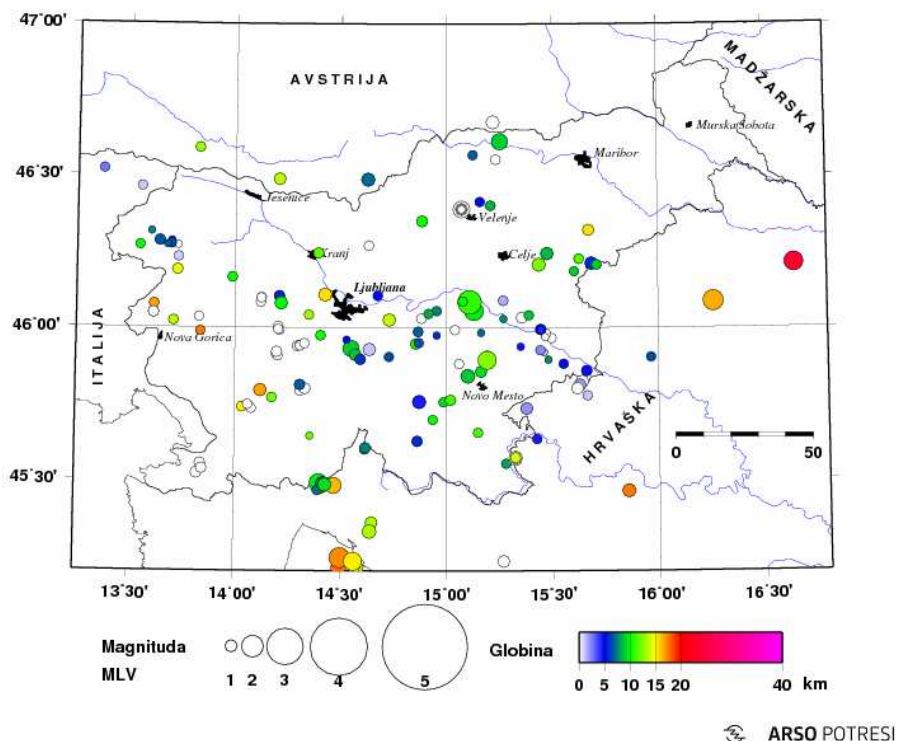 47°00'
AVSTRIJA
MADŽARSKA
Murska Sobota
Maribor
46°30'
Jesenice
Velenje
Kranj
Celje
Ljubljana
46°00'
Nova Gorica
ITALIJA
Novo Mesto
HRVAŠKA
0 50
45°30'
13°30' 14°00' 14°30' 15°00' 15°30' 16°00' 16°30'
Magnituda
MLV
1 2 3 4 5
Globina
0 5 10 15 20 40 km
ARSO POTRESI